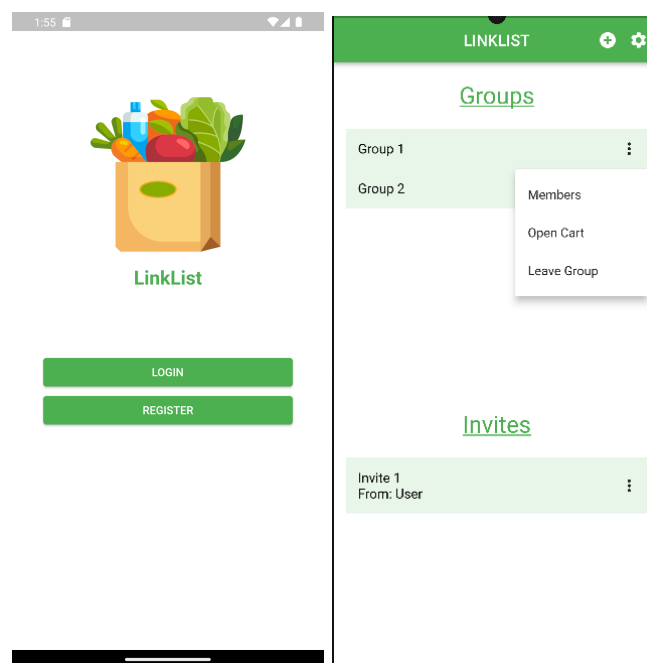 1:55
LinkList
LOGIN
REGISTER
LINKLIST
Groups
Group 1
Group 2
Members
Open Cart
Leave Group
Invites
Invite 1
From: User